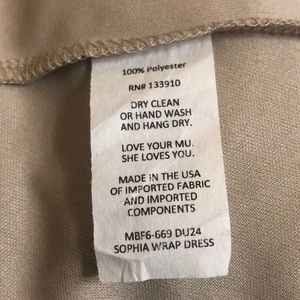 100% Polyester
RN# 133910
DRY CLEAN
OR HAND WASH
AND HANG DRY.
LOVE YOUR MU.
SHE LOVES YOU.
MADE IN THE USA
OF IMPORTED FABRIC
AND IMPORTED
COMPONENTS
MBF6-669 DU24
SOPHIA WRAP DRESS